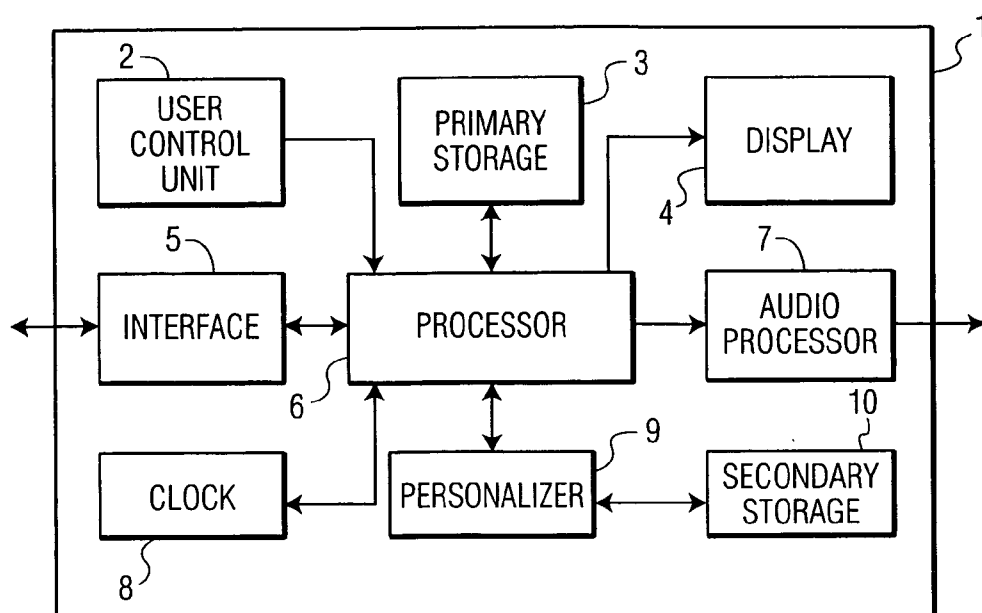 1
2
USER
CONTROL
UNIT
3
PRIMARY
STORAGE
DISPLAY
4
5
INTERFACE
PROCESSOR
6
7
AUDIO
PROCESSOR
8
CLOCK
9
PERSONALIZER
10
SECONDARY
STORAGE